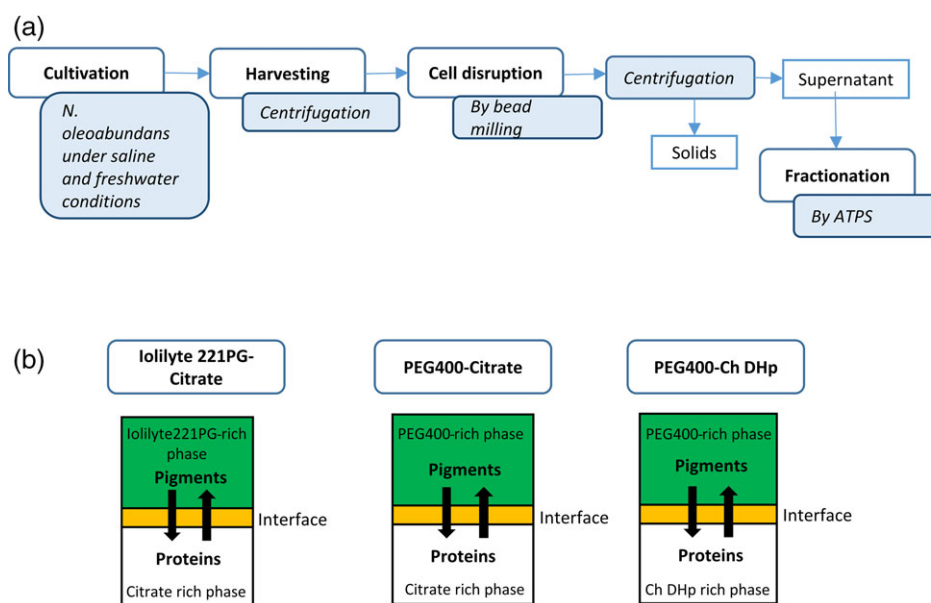 (a)
Cultivation
N.
oleoabundans
under saline
and freshwater
conditions
Harvesting
Centrifugation
Cell disruption
By bead
milling
Centrifugation
Solids
Supernatant
Fractionation
By ATPS
(b)
Iolilyte 221PG-
Citrate
Iolilyte221PG-rich
phase
Pigments
Interface
Proteins
Citrate rich phase
PEG400-Citrate
PEG400-rich phase
Pigments
Interface
Proteins
Citrate rich phase
PEG400-Ch DHp
PEG400-rich phase
Pigments
Interface
Proteins
Ch DHp rich phase